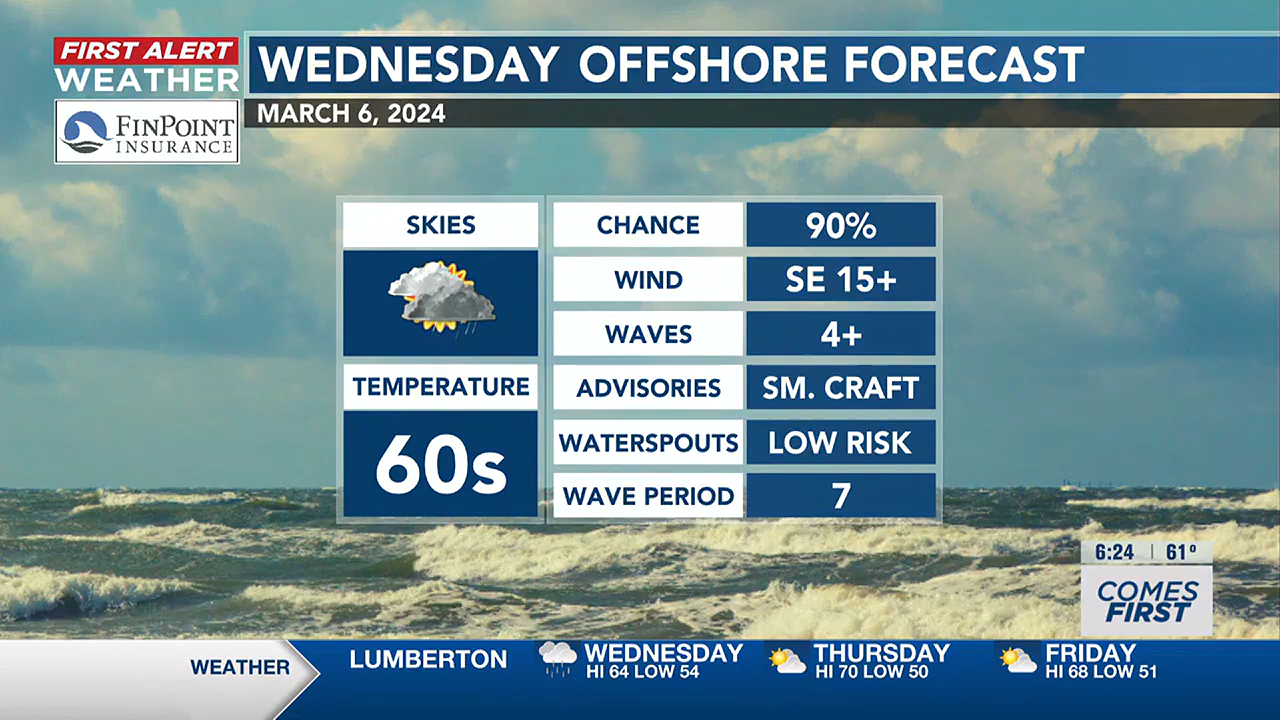 FIRST ALERT
WEATHER
FINPOINT
INSURANCE
WEDNESDAY OFFSHORE FORECAST
MARCH 6, 2024
SKIES
TEMPERATURE
60s
CHANCE 90%
WIND SE 15+
WAVES 4+
ADVISORIES SM. CRAFT
WATERSPOUTS LOW RISK
WAVE PERIOD 7
6:24 61º
COMES
FIRST
WEATHER
LUMBERTON
WEDNESDAY
HI 64 LOW 54
THURSDAY
HI 70 LOW 50
FRIDAY
HI 68 LOW 51